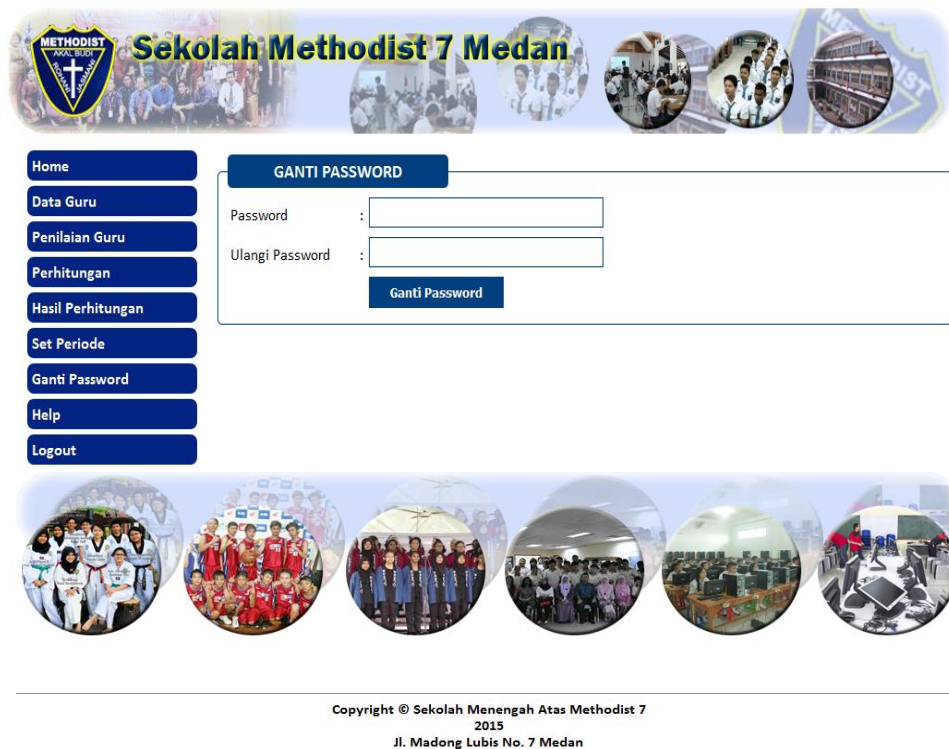 METHODIST
AKAL BUDI
ROHANI
JASMANI
Sekolah Methodist 7 Medan
Home
Data Guru
Penilaian Guru
Perhitungan
Hasil Perhitungan
Set Periode
Ganti Password
Help
Logout
GANTI PASSWORD
Password :
Ulangi Password :
Ganti Password
Copyright © Sekolah Menengah Atas Methodist 7
2015
Jl. Madong Lubis No. 7 Medan